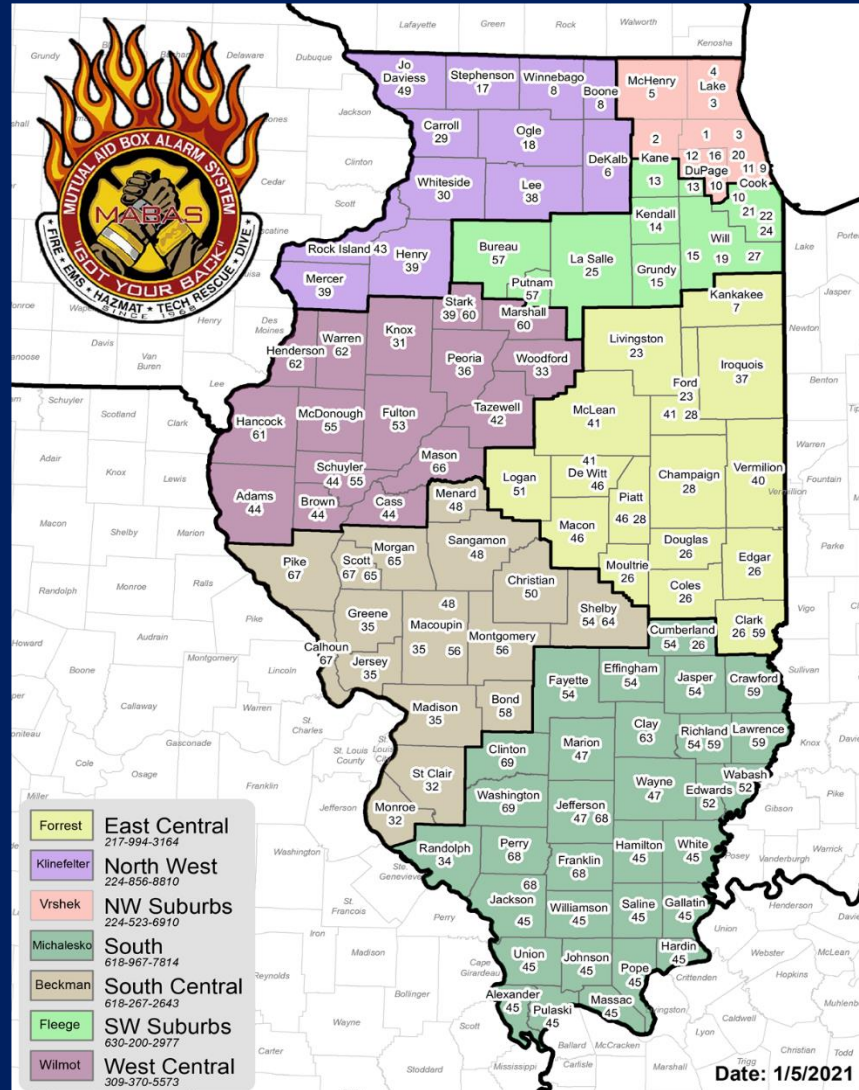 MUTUAL AID BOX ALARM SYSTEM
MABAS
"GOT YOUR BACK"
★ FIRE ★ EMS ★ HAZMAT ★ TECH RESCUE ★ DIVE ★
SINCE 1968
Lafayette Green Rock Walworth
Kenosha
Grundy
Delaware Dubuque
Jackson
Jones
Clinton
Cedar
Scott
Henry
Des Moines
Davis Van Buren
Lee
Jo Daviess 49
Stephenson 17
Winnebago 8
Boone 8
McHenry 5
4 Lake 3
Carroll 29
Ogle 18
DeKalb 6
2 Kane 13
1 3
12 16 20
DuPage 11 9
13 10
Cook
10
21 22
24
Whiteside 30
Lee 38
Kendall 14
Will
15 19 27
Rock Island 43
Henry 39
Mercer 39
Bureau 57
Putnam 57
La Salle 25
Grundy 15
Kankakee 7
Stark 39 60
Marshall 60
Livingston 23
Iroquois 37
Ford 23
41 28
Henderson 62
Warren 62
Knox 31
Peoria 36
Woodford 33
McLean 41
Hancock 61
McDonough 55
Fulton 53
Tazewell 42
Mason 66
Schuyler 44 55
Adams 44
Brown 44
Cass 44
Logan 51
41 De Witt 46
Piatt 46 28
Champaign 28
Vermilion 40
Macon 46
Menard 48
Sangamon 48
Douglas 26
Edgar 26
Moultrie 26
Coles 26
Clark 26 59
Pike 67
Scott 67 65
Morgan 65
Christian 50
Shelby 54 64
Cumberland 54 26
Greene 35
Calhoun 67
Jersey 35
48 Macoupin 35 56
Montgomery 56
Fayette 54
Effingham 54
Jasper 54
Crawford 59
Madison 35
Bond 58
Clay 63
Richland 54 59
Lawrence 59
Clinton 69
Marion 47
Wayne 47
Edwards 52
Wabash 52
St Clair 32
Monroe 32
Washington 69
Jefferson 47 68
Randolph 34
Perry 68
Franklin 68
Hamilton 45
White 45
68 Jackson 45
Williamson 45
Saline 45
Gallatin 45
Union 45
Johnson 45
Pope 45
Hardin 45
Alexander 45
Pulaski 45
Massac 45
Schuyler Scotland Clark
Adair Knox Lewis
Macon Shelby Marion
Randolph Monroe Ralls
Pike
Howard Audrain
Boone Callaway Montgomery Lincoln
Warren St. Charles
Cole Osage Gasconade Franklin
St. Louis County
Miller
Jefferson
Washington
Ste Genevieve
St. Francois
Perry
Iron
Madison
Reynolds
Cape Girardeau
Bollinger
Wayne
Scott
Carter
Stoddard
Mississippi
Ballard McCracken
Carlisle
Marshall
Livingston
Lyon
Caldwell
Trigg
Christian
Todd
Crittenden
Hopkins
Webster
McLean
Union
Henderson
Posey Vanderburgh Warrick
Gibson
Pike
Knox
Sullivan
Vigo
Parke
Vermillion
Fountain
Warren
Benton
Newton
Jasper
Lake
Forrest East Central
217-994-3164
Klinefelter North West
224-856-8810
Vrshek NW Suburbs
224-523-6910
Michalesko South
618-967-7814
Beckman South Central
618-267-2643
Fleege SW Suburbs
630-200-2977
Wilmot West Central
309-370-5573
Date: 1/5/2021